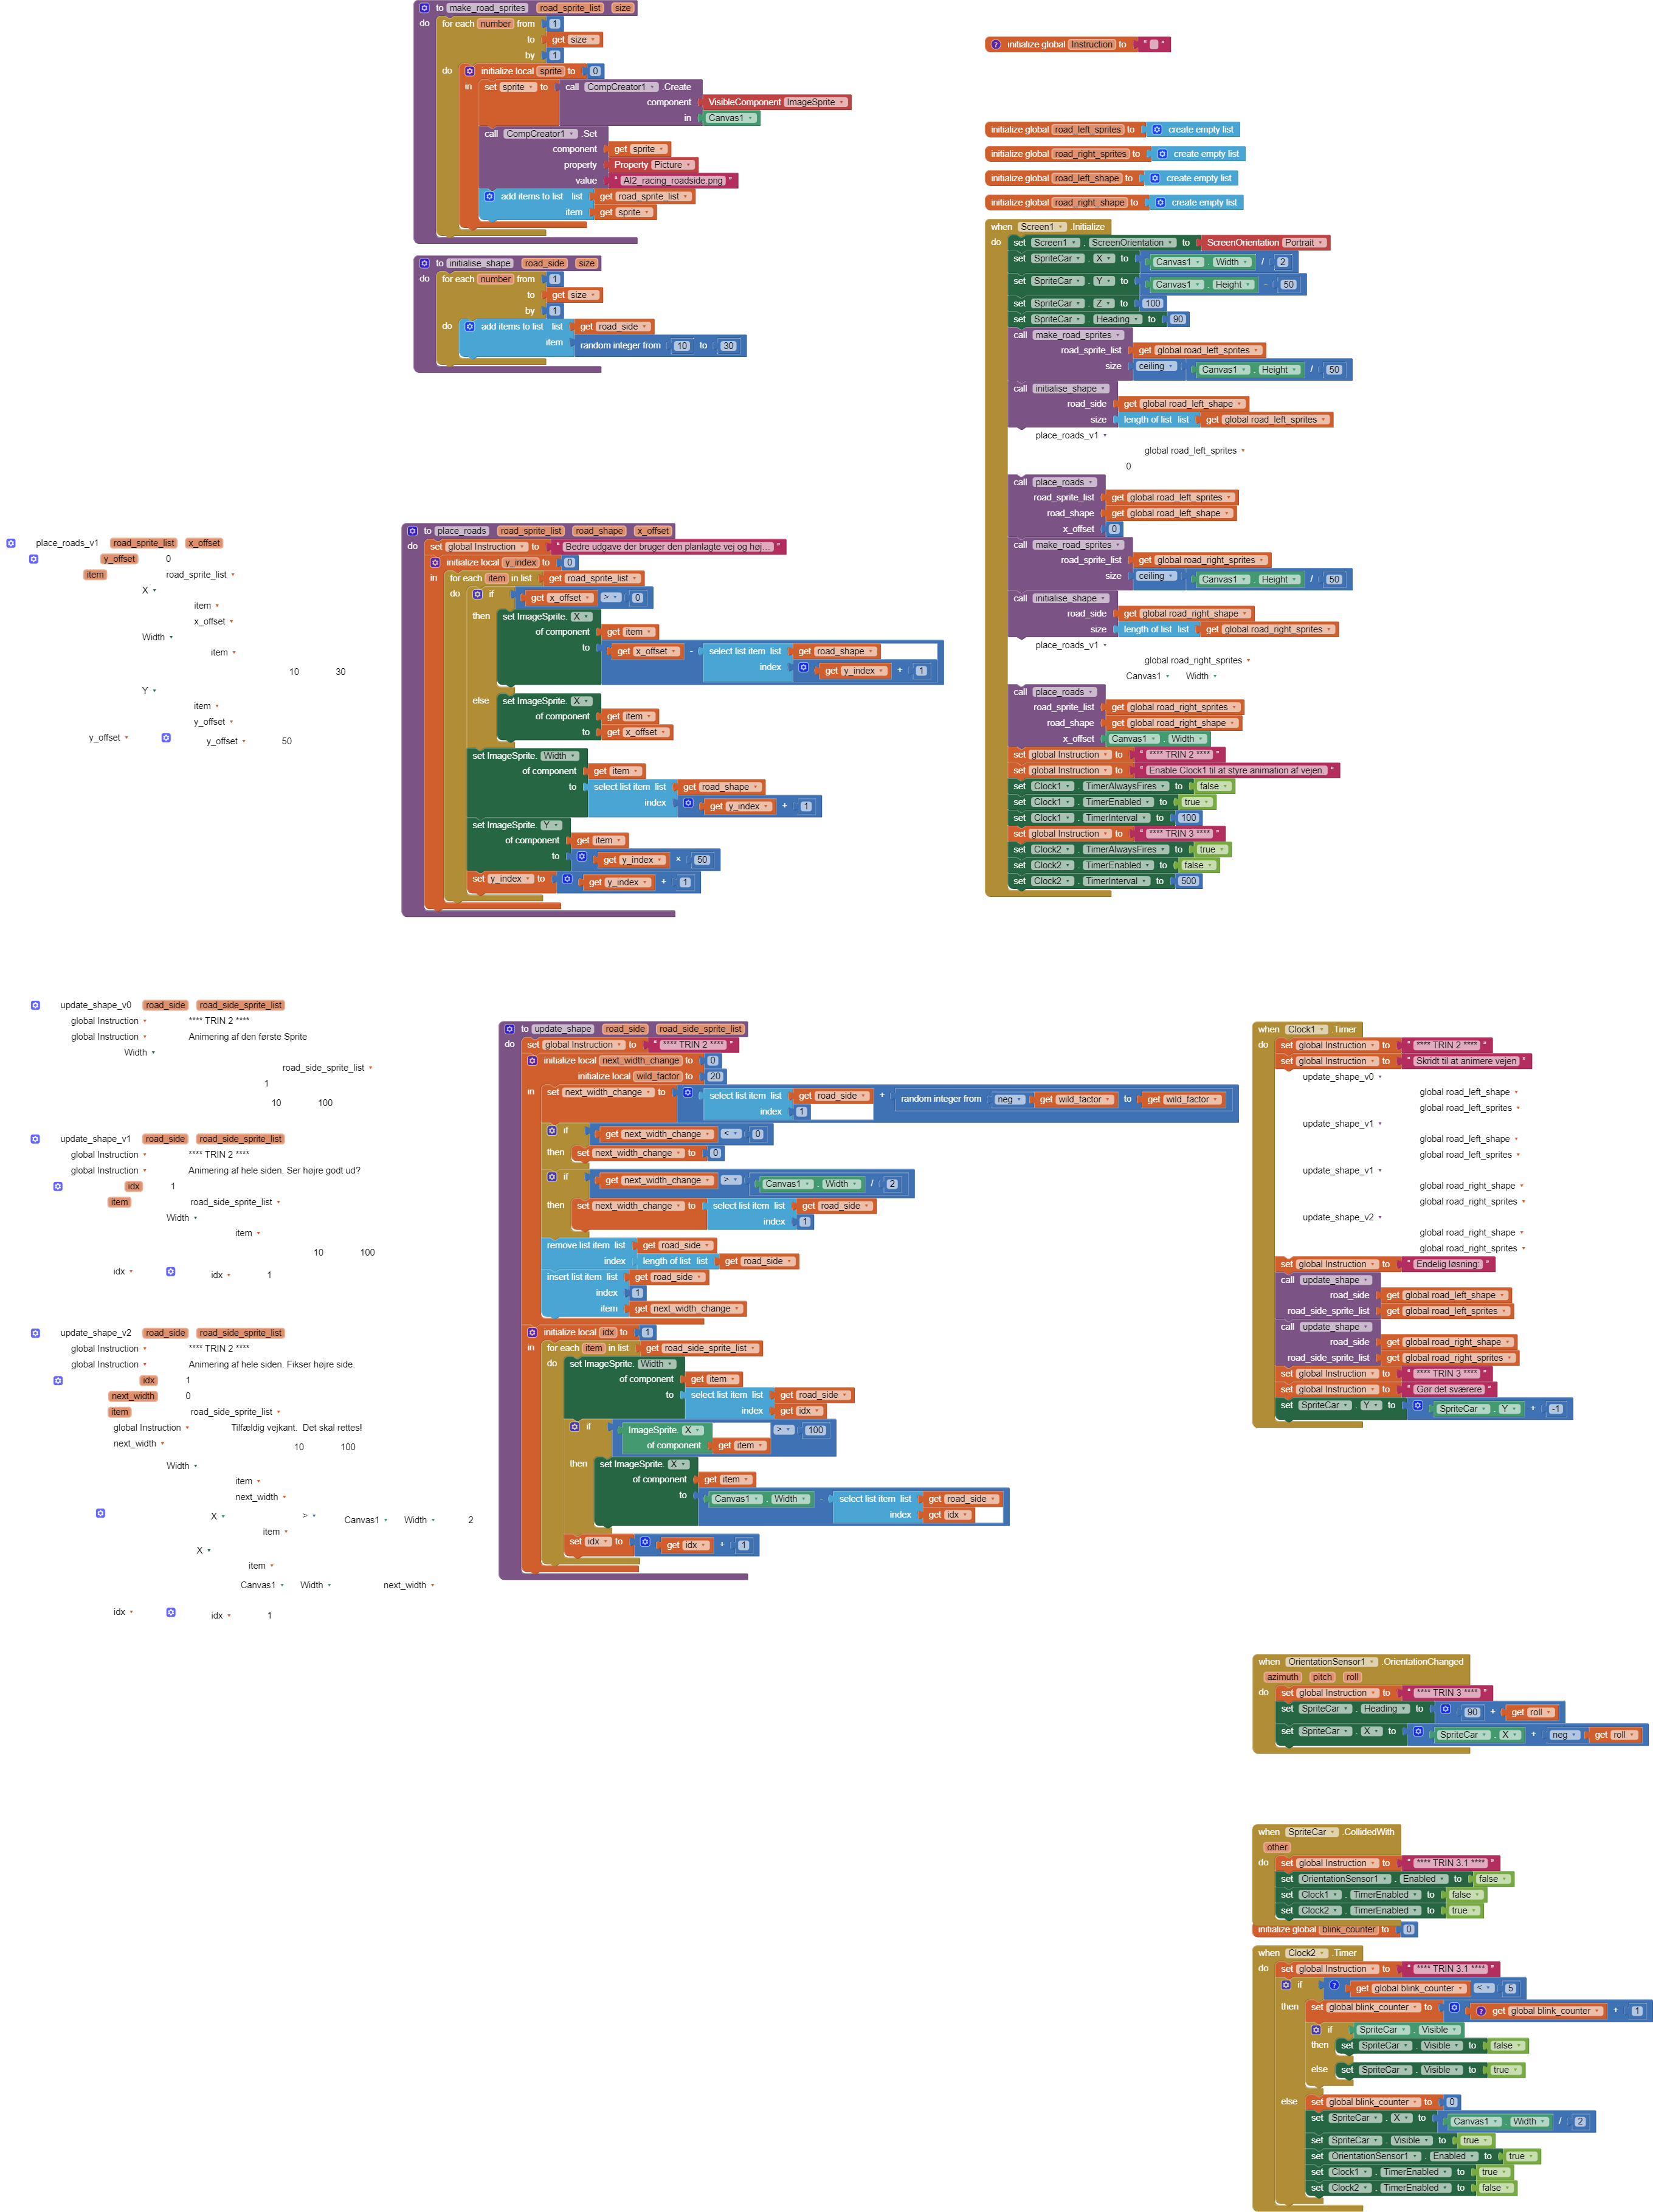 to make_road_sprites road_sprite_list size
do for each number from 1
to get size
by 1
do initialize local sprite to 0
in set sprite to call CompCreator1 .Create
component VisibleComponent ImageSprite
in Canvas1
call CompCreator1 .Set
component get sprite
property Property Picture
value " AI2_racing_roadside.png "
add items to list list get road_sprite_list
item get sprite
to initialise_shape road_side size
do for each number from 1
to get size
by 1
do add items to list list get road_side
item random integer from 10 to 30
initialize global Instruction to " "
initialize global road_left_sprites to create empty list
initialize global road_right_sprites to create empty list
initialize global road_left_shape to create empty list
initialize global road_right_shape to create empty list
when Screen1 .Initialize
do set Screen1 . ScreenOrientation to ScreenOrientation Portrait
set SpriteCar . X to Canvas1 . Width / 2
set SpriteCar . Y to Canvas1 . Height - 50
set SpriteCar . Z to 100
set SpriteCar . Heading to 90
call make_road_sprites
road_sprite_list get global road_left_sprites
size ceiling Canvas1 . Height / 50
call initialise_shape
road_side get global road_left_shape
size length of list list get global road_left_sprites
place_roads_v1
global road_left_sprites
0
call place_roads
road_sprite_list get global road_left_sprites
road_shape get global road_left_shape
x_offset 0
call make_road_sprites
road_sprite_list get global road_right_sprites
size ceiling Canvas1 . Height / 50
call initialise_shape
road_side get global road_right_shape
size length of list list get global road_right_sprites
place_roads_v1
global road_right_sprites
Canvas1 Width
call place_roads
road_sprite_list get global road_right_sprites
road_shape get global road_right_shape
x_offset Canvas1 . Width
set global Instruction to " **** TRIN 2 **** "
set global Instruction to " Enable Clock1 til at styre animation af vejen. "
set Clock1 . TimerAlwaysFires to false
set Clock1 . TimerEnabled to true
set Clock1 . TimerInterval to 100
set global Instruction to " **** TRIN 3 **** "
set Clock2 . TimerAlwaysFires to true
set Clock2 . TimerEnabled to false
set Clock2 . TimerInterval to 500
place_roads_v1 road_sprite_list x_offset
y_offset 0
item road_sprite_list
X
item
x_offset
Width
item
10 30
Y
item
y_offset
y_offset y_offset 50
to place_roads road_sprite_list road_shape x_offset
do set global Instruction to " Bedre udgave der bruger den planlagte vej og høj... "
initialize local y_index to 0
in for each item in list get road_sprite_list
do if get x_offset > 0
then set ImageSprite. X
of component get item
to get x_offset - select list item list get road_shape
index get y_index + 1
else set ImageSprite. X
of component get item
to get x_offset
set ImageSprite. Width
of component get item
to select list item list get road_shape
index get y_index + 1
set ImageSprite. Y
of component get item
to get y_index × 50
set y_index to get y_index + 1
update_shape_v0 road_side road_side_sprite_list
global Instruction **** TRIN 2 ****
global Instruction Animering af den første Sprite
Width
road_side_sprite_list
1
10 100
update_shape_v1 road_side road_side_sprite_list
global Instruction **** TRIN 2 ****
global Instruction Animering af hele siden. Ser højre godt ud?
idx 1
item road_side_sprite_list
Width
item
10 100
idx idx 1
update_shape_v2 road_side road_side_sprite_list
global Instruction **** TRIN 2 ****
global Instruction Animering af hele siden. Fikser højre side.
idx 1
next_width 0
item road_side_sprite_list
global Instruction Tilfældig vejkant. Det skal rettes!
next_width 10 100
Width
item
next_width
X > Canvas1 Width 2
item
X
item
Canvas1 Width next_width
idx idx 1
to update_shape road_side road_side_sprite_list
do set global Instruction to " **** TRIN 2 **** "
initialize local next_width_change to 0
initialize local wild_factor to 20
in set next_width_change to select list item list get road_side + random integer from neg get wild_factor to get wild_factor
index 1
if get next_width_change < 0
then set next_width_change to 0
if get next_width_change > Canvas1 . Width / 2
then set next_width_change to select list item list get road_side
index 1
remove list item list get road_side
index length of list list get road_side
insert list item list get road_side
index 1
item get next_width_change
initialize local idx to 1
in for each item in list get road_side_sprite_list
do set ImageSprite. Width
of component get item
to select list item list get road_side
index get idx
if ImageSprite. X > 100
of component get item
then set ImageSprite. X
of component get item
to Canvas1 . Width - select list item list get road_side
index get idx
set idx to get idx + 1
when Clock1 .Timer
do set global Instruction to " **** TRIN 2 **** "
set global Instruction to " Skridt til at animere vejen "
update_shape_v0
global road_left_shape
global road_left_sprites
update_shape_v1
global road_left_shape
global road_left_sprites
update_shape_v1
global road_right_shape
global road_right_sprites
update_shape_v2
global road_right_shape
global road_right_sprites
set global Instruction to " Endelig løsning: "
call update_shape
road_side get global road_left_shape
road_side_sprite_list get global road_left_sprites
call update_shape
road_side get global road_right_shape
road_side_sprite_list get global road_right_sprites
set global Instruction to " **** TRIN 3 **** "
set global Instruction to " Gør det sværere "
set SpriteCar . Y to SpriteCar . Y + -1
when OrientationSensor1 .OrientationChanged
azimuth pitch roll
do set global Instruction to " **** TRIN 3 **** "
set SpriteCar . Heading to 90 + get roll
set SpriteCar . X to SpriteCar . X + neg get roll
when SpriteCar .CollidedWith
other
do set global Instruction to " **** TRIN 3.1 **** "
set OrientationSensor1 . Enabled to false
set Clock1 . TimerEnabled to false
set Clock2 . TimerEnabled to true
initialize global blink_counter to 0
when Clock2 .Timer
do set global Instruction to " **** TRIN 3.1 **** "
if get global blink_counter < 5
then set global blink_counter to get global blink_counter + 1
if SpriteCar . Visible
then set SpriteCar . Visible to false
else set SpriteCar . Visible to true
else set global blink_counter to 0
set SpriteCar . X to Canvas1 . Width / 2
set SpriteCar . Visible to true
set OrientationSensor1 . Enabled to true
set Clock1 . TimerEnabled to true
set Clock2 . TimerEnabled to false